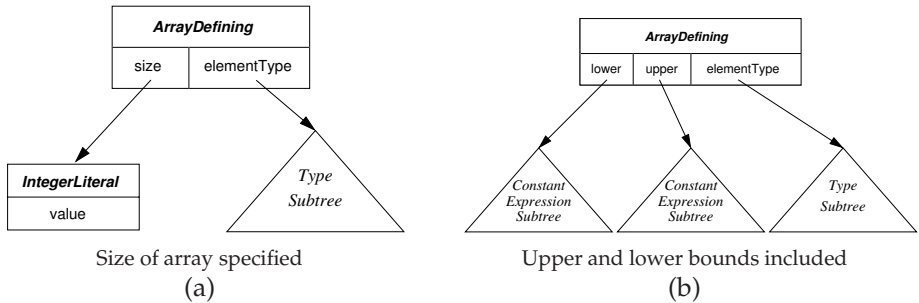 ArrayDefining
size elementType
IntegerLiteral
value
Type
Subtree
Size of array specified
(a)
ArrayDefining
lower upper elementType
Constant
Expression
Subtree
Constant
Expression
Subtree
Type
Subtree
Upper and lower bounds included
(b)